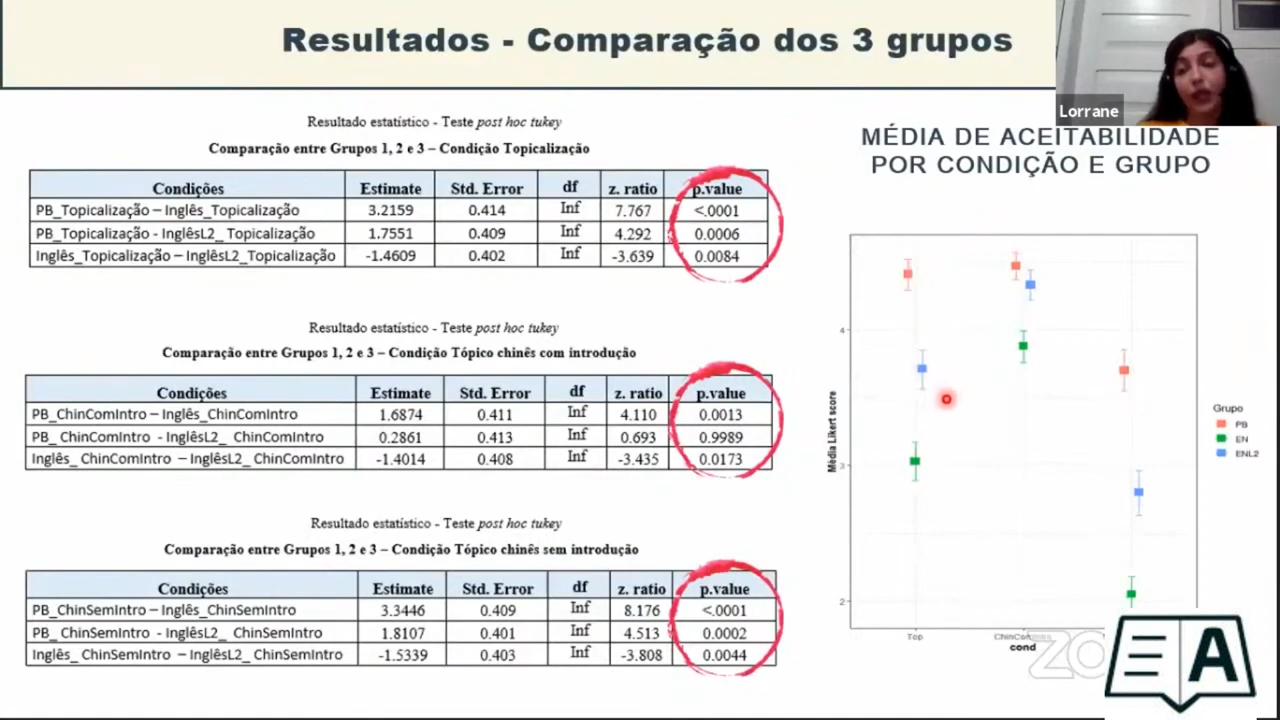 Resultados - Comparação dos 3 grupos
Lorrane
Resultado estatístico - Teste post hoc tukey
Comparação entre Grupos 1, 2 e 3 – Condição Topicalização
Condições Estimate Std. Error df z. ratio p.value
PB_Topicalização – Inglês_Topicalização 3.2159 0.414 Inf 7.767 <.0001
PB_Topicalização - InglêsL2_ Topicalização 1.7551 0.409 Inf 4.292 0.0006
Inglês_Topicalização – InglêsL2_Topicalização -1.4609 0.402 Inf -3.639 0.0084
Resultado estatístico - Teste post hoc tukey
Comparação entre Grupos 1, 2 e 3 – Condição Tópico chinês com introdução
Condições Estimate Std. Error df z. ratio p.value
PB_ChinComIntro – Inglês_ChinComIntro 1.6874 0.411 Inf 4.110 0.0013
PB_ ChinComIntro - InglêsL2_ ChinComIntro 0.2861 0.413 Inf 0.693 0.9989
Inglês_ ChinComIntro – InglêsL2_ ChinComIntro -1.4014 0.408 Inf -3.435 0.0173
Resultado estatístico - Teste post hoc tukey
Comparação entre Grupos 1, 2 e 3 – Condição Tópico chinês sem introdução
Condições Estimate Std. Error df z. ratio p.value
PB_ChinSemIntro – Inglês_ChinSemIntro 3.3446 0.409 Inf 8.176 <.0001
PB_ ChinSemIntro - InglêsL2_ ChinSemIntro 1.8107 0.401 Inf 4.513 0.0002
Inglês_ ChinSemIntro – InglêsL2_ ChinSemIntro -1.5339 0.403 Inf -3.808 0.0044
MÉDIA DE ACEITABILIDADE
POR CONDIÇÃO E GRUPO
Média Likert score
4
3
2
Top
cond
Grupo
PB
EN
ENL2
A